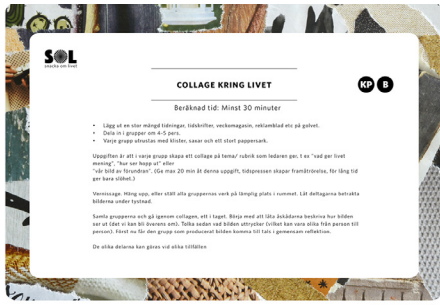 SOL
snacka om livet
COLLAGE KRING LIVET
KP B
Beräknad tid: Minst 30 minuter
• Lägg ut en stor mängd tidningar, tidskrifter, veckomagasin, reklamblad etc på golvet.
• Dela in i grupper om 4-5 pers.
• Varje grupp utrustas med klister, saxar och ett stort pappersark.
Uppgiften är att i varje grupp skapa ett collage på tema/ rubrik som ledaren ger, t ex "vad ger livet
mening", "hur ser hopp ut" eller
"vår bild av förundran". (Ge max 20 min åt denna uppgift, tidspressen skapar framåtrörelse, för lång tid
ger bara slöhet.)
Vernissage. Häng upp, eller ställ alla gruppernas verk på lämplig plats i rummet. Låt deltagarna betrakta
bilderna under tystnad.
Samla grupperna och gå igenom collagen, ett i taget. Börja med att låta åskådarna beskriva hur bilden
ser ut (det vi kan bli överens om). Tolka sedan vad bilden uttrycker (vilket kan vara olika från person till
person). Först nu får den grupp som producerat bilden komma till tals i gemensam reflektion.
De olika delarna kan göras vid olika tillfällen